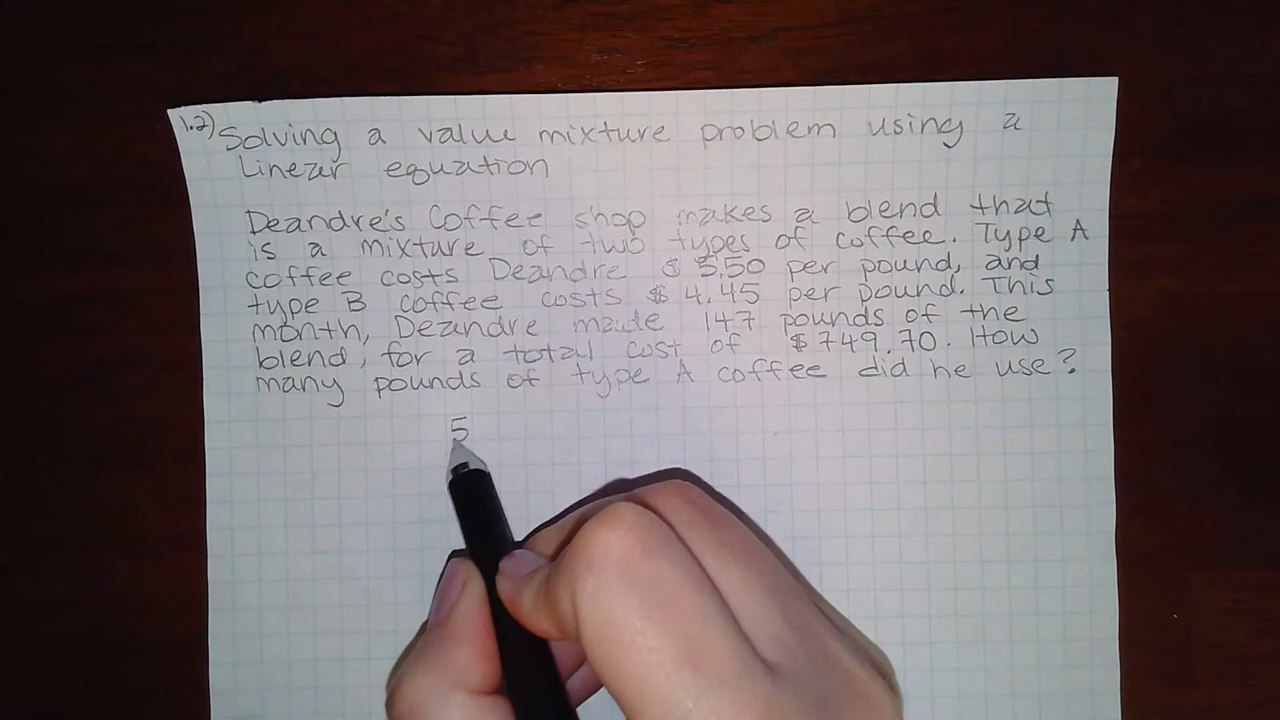 1.2) Solving a value mixture problem using a
Linear equation
Deandre's Coffee shop makes a blend that
is a mixture of two types of coffee. Type A
coffee costs Deandre $5.50 per pound, and
type B coffee costs $4.45 per pound. This
month, Deandre made 147 pounds of the
blend, for a total cost of $749.70. How
many pounds of type A coffee did he use?
5